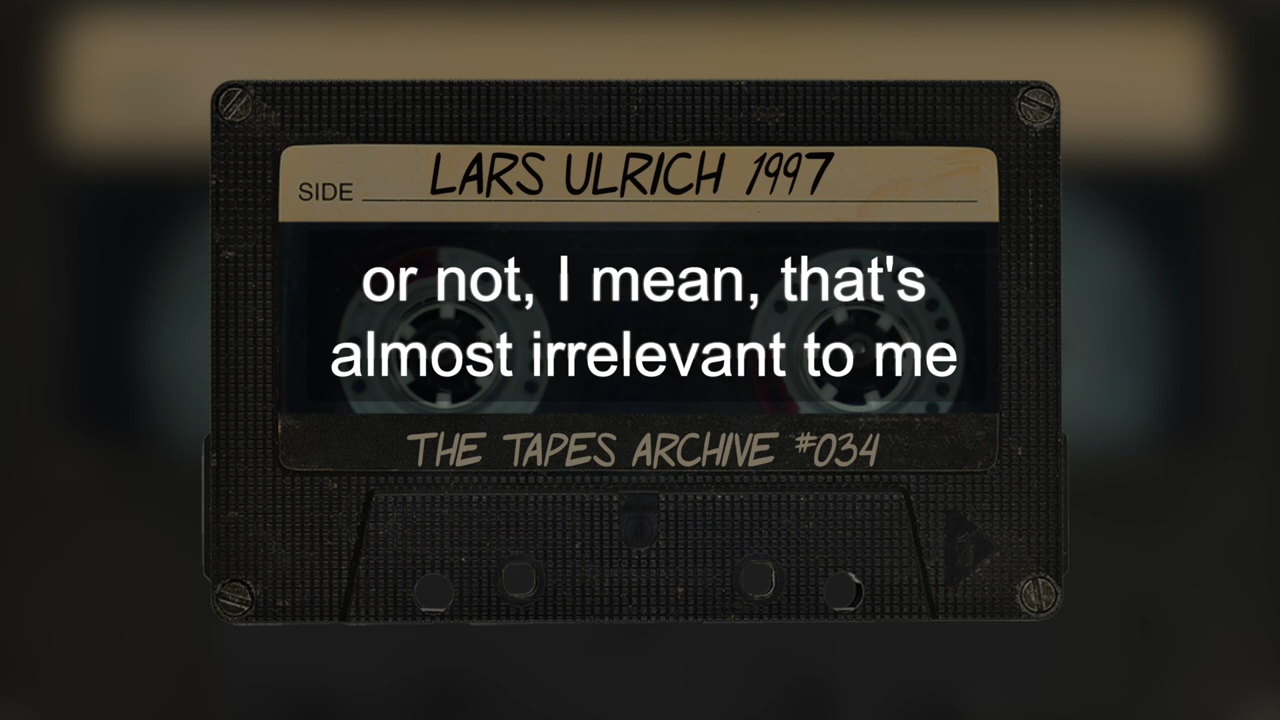 LARS ULRICH 1997
SIDE
or not, I mean, that's
almost irrelevant to me
THE TAPES ARCHIVE #034